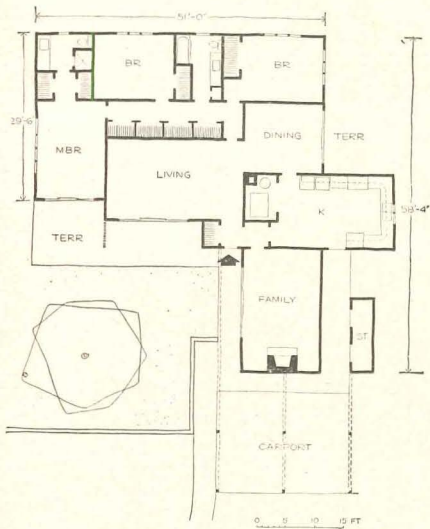 51'-0"
BR
BR
29'-6
MBR
DINING
TERR
LIVING
K
58'-4"
TERR
FAMILY
ST
CARPORT
0 5 10 15 FT